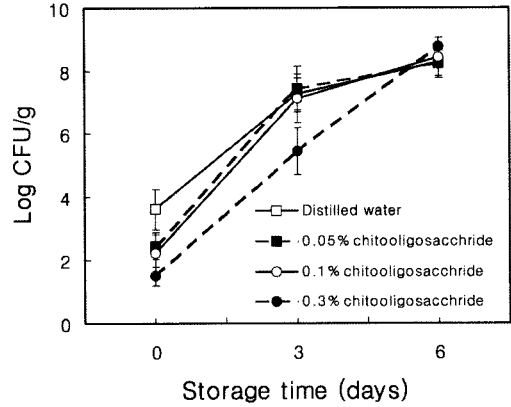 10
8
6
4
2
0
Log CFU/g
Distilled water
0.05% chitooligosacchride
0.1% chitooligosacchride
0.3% chitooligosacchride
0 3 6
Storage time (days)